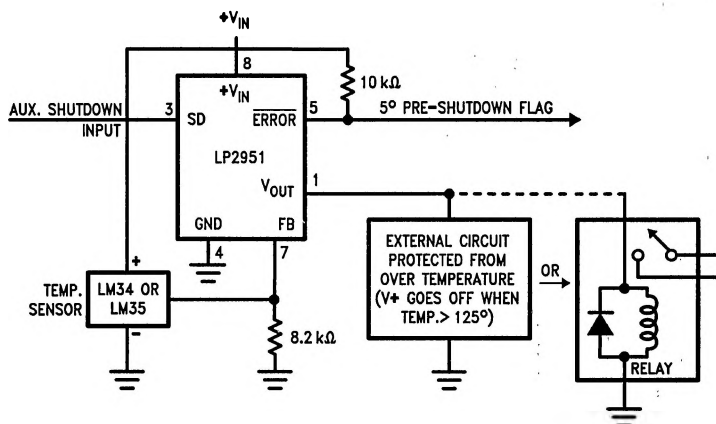 +VIN
8
+VIN
10 kΩ
AUX. SHUTDOWN
INPUT
3
SD
ERROR
5
5° PRE-SHUTDOWN FLAG
LP2951
VOUT
1
GND
FB
4
7
+
TEMP.
SENSOR
LM34 OR
LM35
-
8.2 kΩ
EXTERNAL CIRCUIT
PROTECTED FROM
OVER TEMPERATURE
(V+ GOES OFF WHEN
TEMP.> 125°)
OR
RELAY